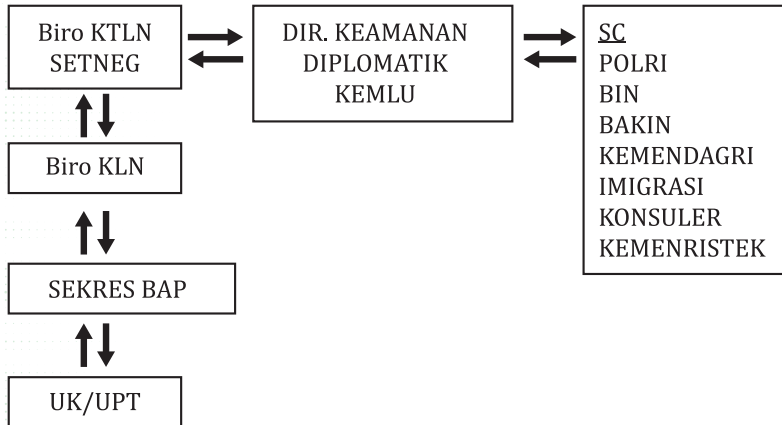 Biro KTLN
SETNEG
DIR. KEAMANAN
DIPLOMATIK
KEMLU
SC
POLRI
BIN
BAKIN
KEMENDAGRI
IMIGRASI
KONSULER
KEMENRISTEK
Biro KLN
SEKRES BAP
UK/UPT